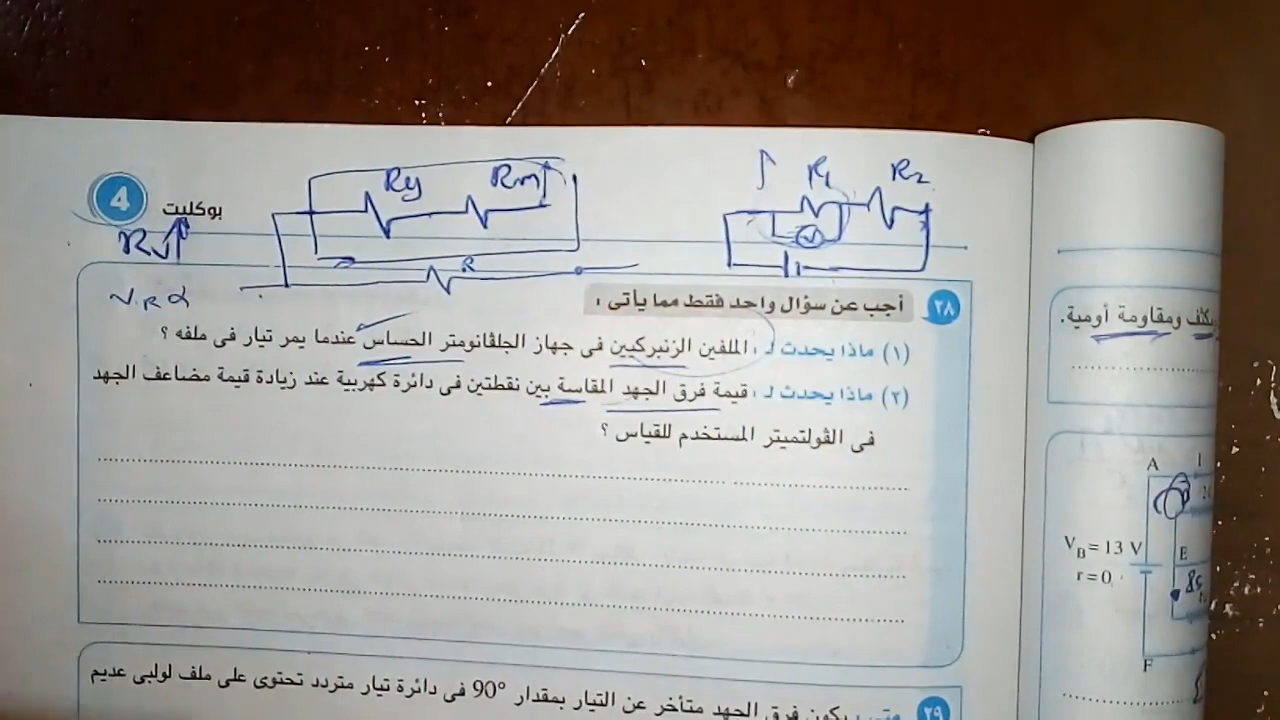 4
بوكليت
Ry Rm
R
R1 R2
V
V.R α
٢٨ أجب عن سؤال واحد فقط مما يأتى :
(١) ماذا يحدث لـ : الملفين الزنبركيين فى جهاز الجلفانومتر الحساس عندما يمر تيار فى ملفه ؟
(٢) ماذا يحدث لـ : قيمة فرق الجهد المقاسة بين نقطتين فى دائرة كهربية عند زيادة قيمة مضاعف الجهد
فى الڤولتميتر المستخدم للقياس ؟
٢٩ متى يكون فرق الجهد متأخر عن التيار بمقدار 90° فى دائرة تيار متردد تحتوى على ملف لولبى عديم
ومقاومة أومية.
A I
VB = 13 V
r = 0
E
F